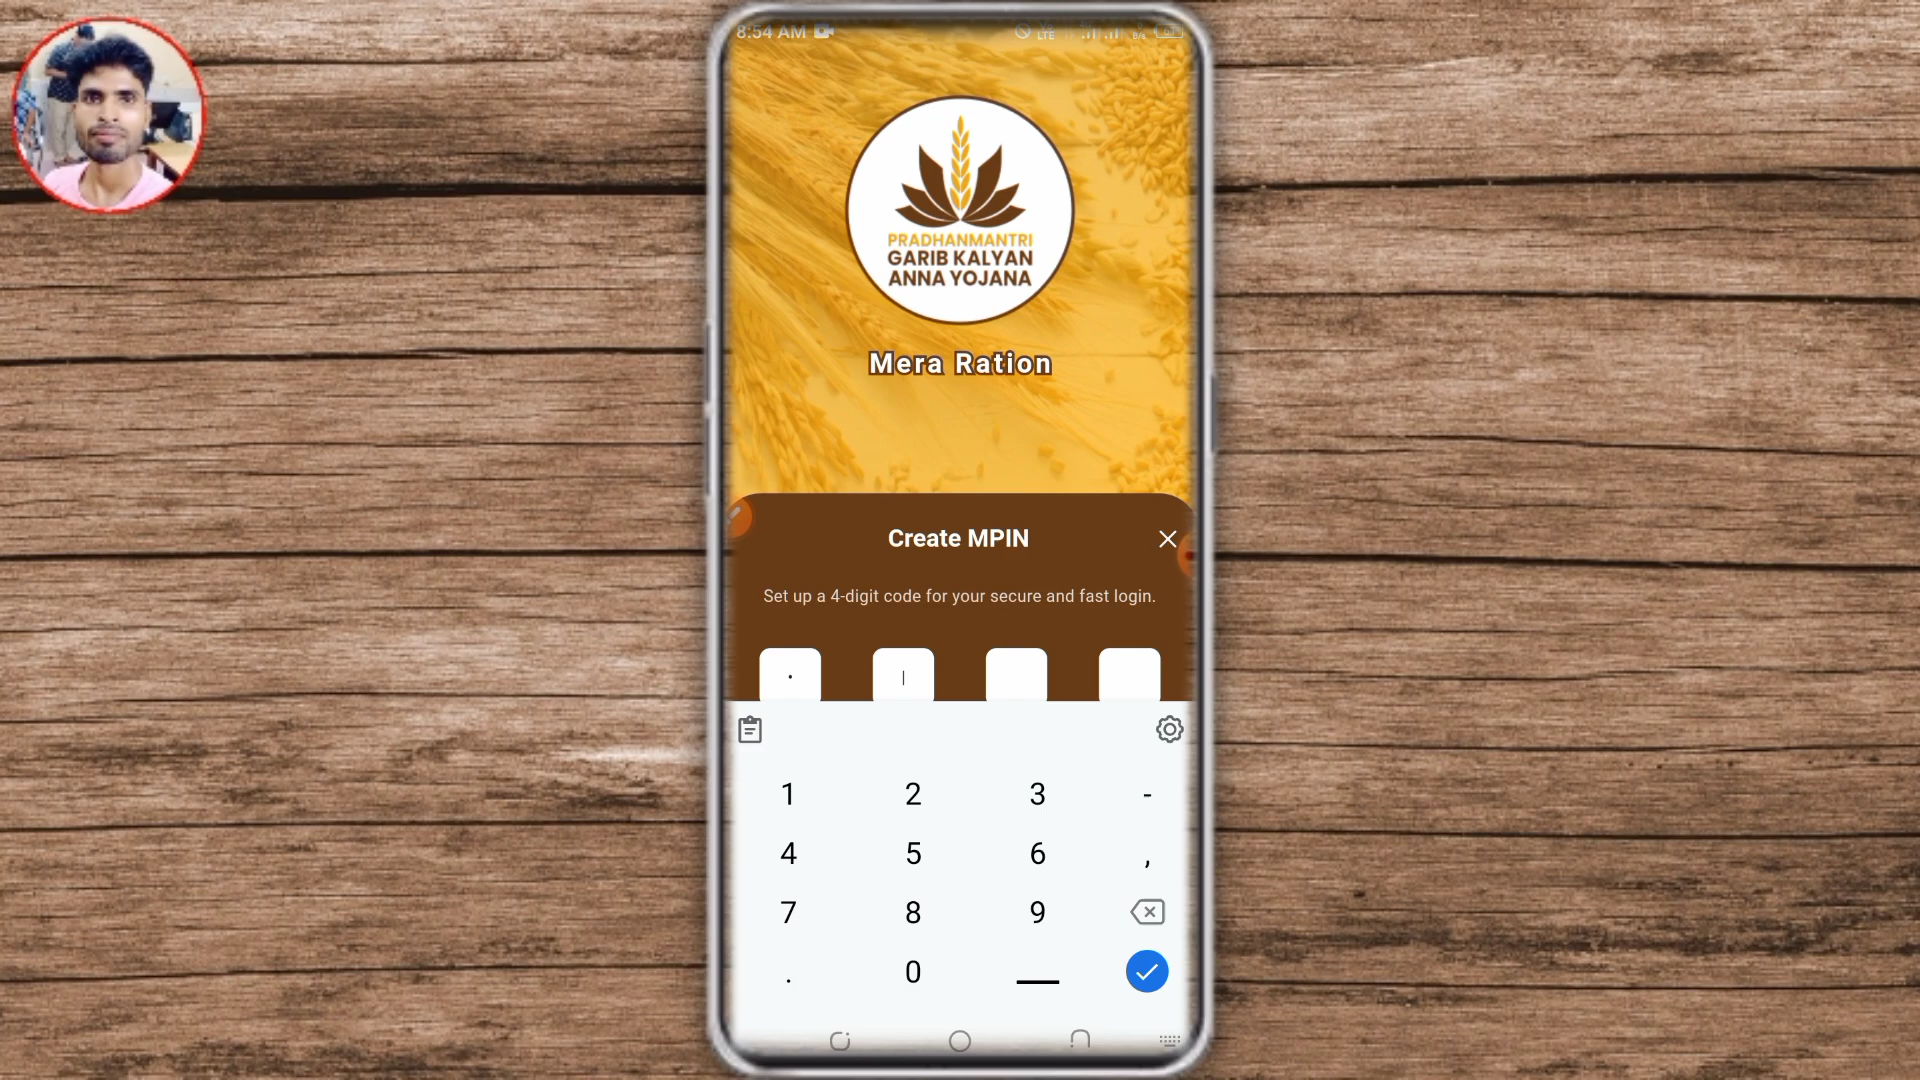 8:54 AM
LTE
PRADHANMANTRI
GARIB KALYAN
ANNA YOJANA
Mera Ration
Create MPIN
Set up a 4-digit code for your secure and fast login.
1 2 3 -
4 5 6 ,
7 8 9
. 0